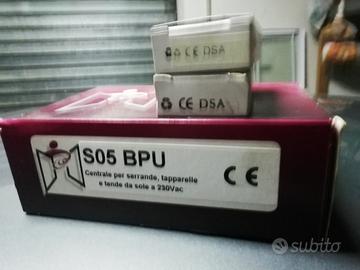 CE DSA
CE DSA
S05 BPU
Centrale per serrande, tapparelle
e tende da sole a 230Vac
CE
subito